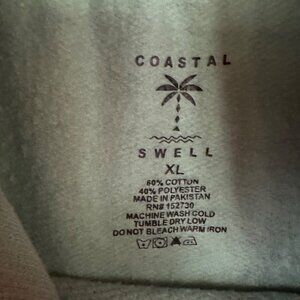 COASTAL
SWELL
XL
60% COTTON
40% POLYESTER
MADE IN PAKISTAN
RN# 152730
MACHINE WASH COLD
TUMBLE DRY LOW
DO NOT BLEACH WARM IRON